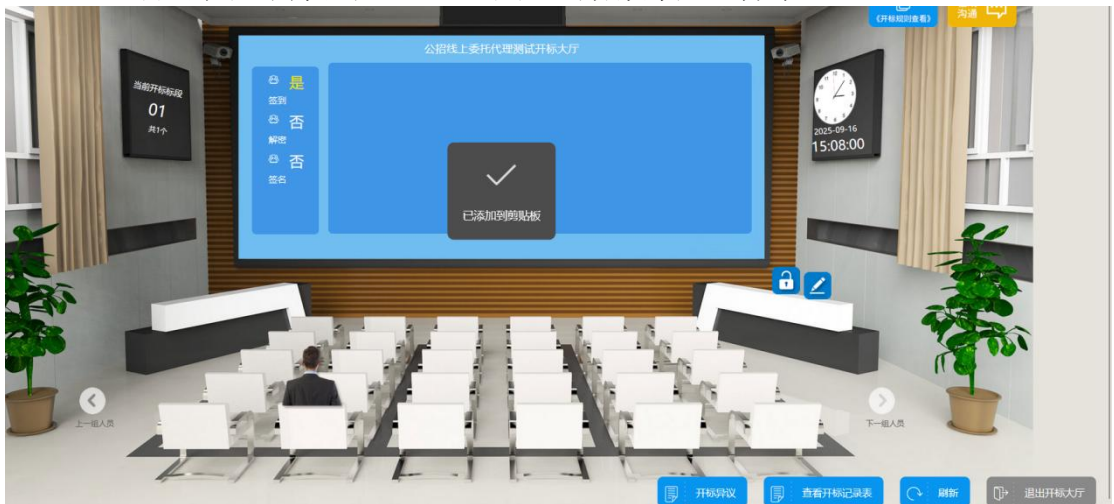 《开标规则查看》
沟通
公招线上委托代理测试开标大厅
当前开标标段
01
共1个
是
签到
否
解密
否
签名
已添加到剪贴板
2025-09-16
15:08:00
上一组人员
下一组人员
开标异议
查看开标记录表
刷新
退出开标大厅